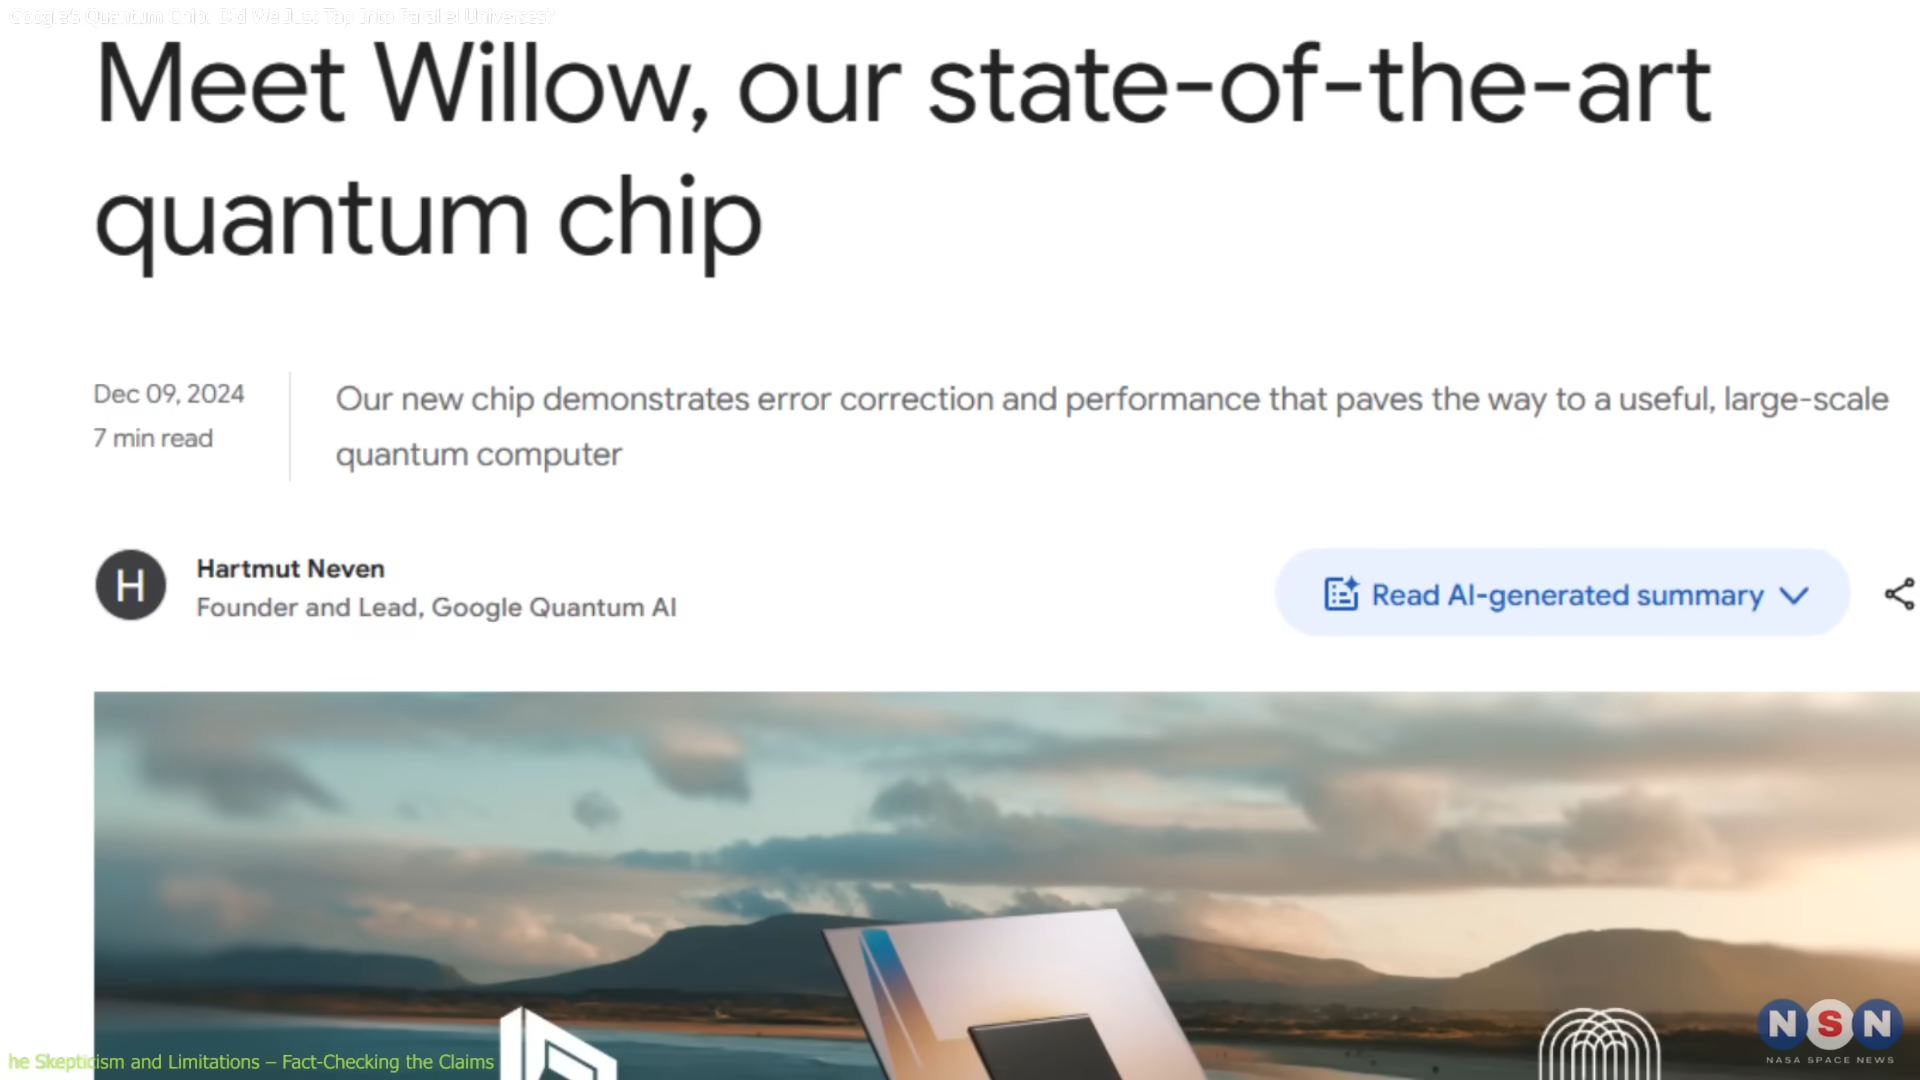 Google's Quantum Chip: Did We Just Tap Into Parallel Universes?
Meet Willow, our state-of-the-art
quantum chip
Dec 09, 2024
7 min read
Our new chip demonstrates error correction and performance that paves the way to a useful, large-scale
quantum computer
H
Hartmut Neven
Founder and Lead, Google Quantum AI
Read AI-generated summary
he Skepticism and Limitations – Fact-Checking the Claims
NSN
NASA SPACE NEWS